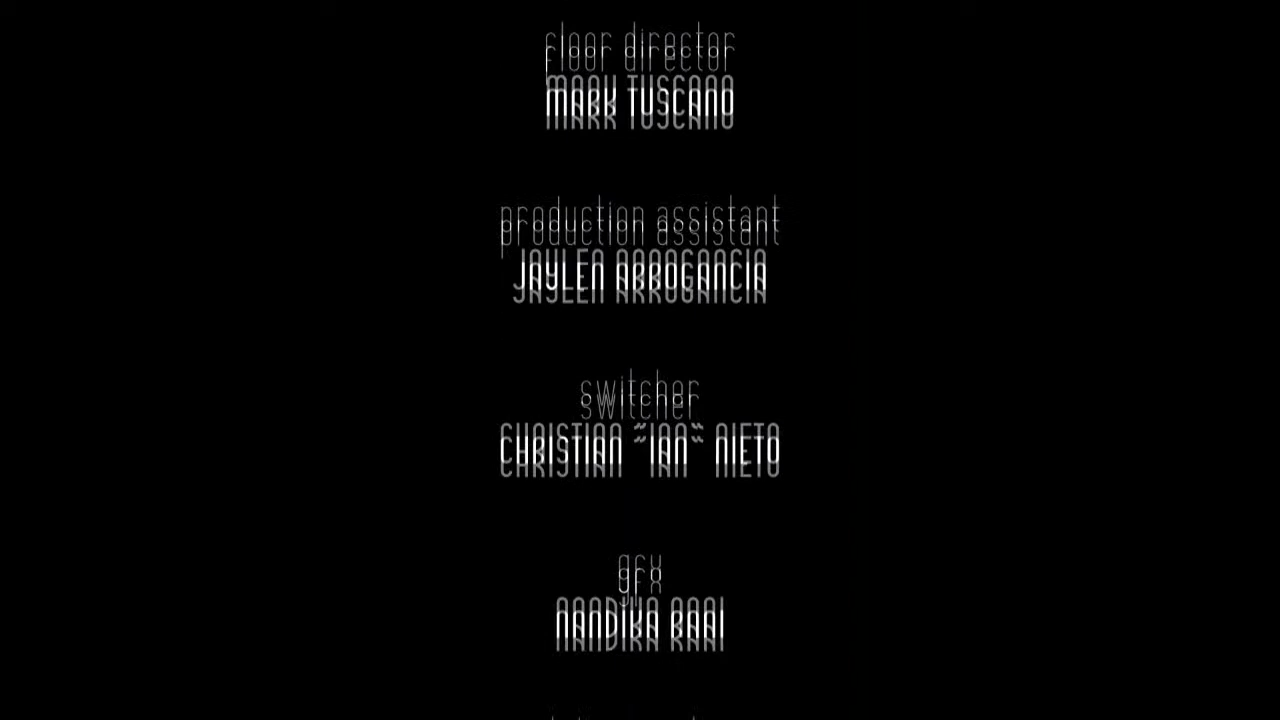 floor director
MARK TUSCANO
production assistant
JAYLEN ARROGANCIA
switcher
CHRISTIAN "IAN" NIETO
gfx
NANDIKA RAAI